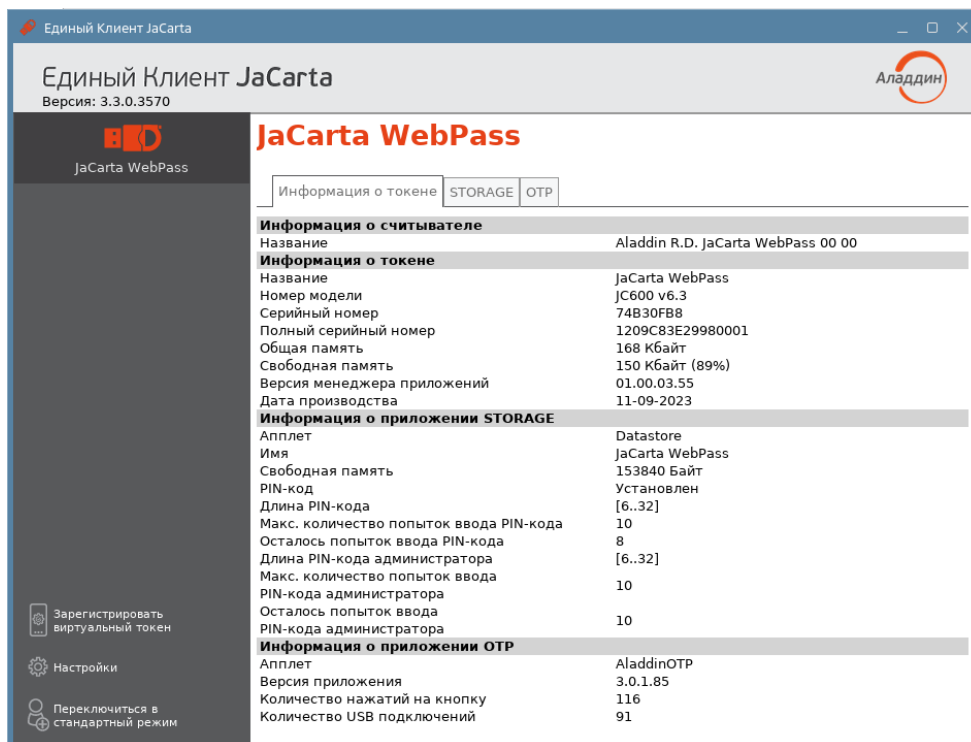 Единый Клиент JaCarta
Единый Клиент JaCarta
Версия: 3.3.0.3570
Аладдин
JaCarta WebPass
JaCarta WebPass
Информация о токене STORAGE OTP
Информация о считывателе
Название Aladdin R.D. JaCarta WebPass 00 00
Информация о токене
Название JaCarta WebPass
Номер модели JC600 v6.3
Серийный номер 74B30FB8
Полный серийный номер 1209C83E29980001
Общая память 168 Кбайт
Свободная память 150 Кбайт (89%)
Версия менеджера приложений 01.00.03.55
Дата производства 11-09-2023
Информация о приложении STORAGE
Апплет Datastore
Имя JaCarta WebPass
Свободная память 153840 Байт
PIN-код Установлен
Длина PIN-кода [6..32]
Макс. количество попыток ввода PIN-кода 10
Осталось попыток ввода PIN-кода 8
Длина PIN-кода администратора [6..32]
Макс. количество попыток ввода
PIN-кода администратора 10
Осталось попыток ввода
PIN-кода администратора 10
Информация о приложении OTP
Апплет AladdinOTP
Версия приложения 3.0.1.85
Количество нажатий на кнопку 116
Количество USB подключений 91
Зарегистрировать
виртуальный токен
Настройки
Переключиться в
стандартный режим